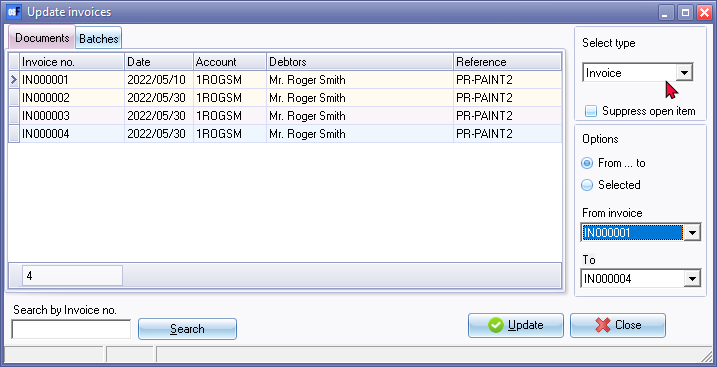 Update invoices
Documents Batches
Invoice no. Date Account Debtors Reference
IN000001 2022/05/10 1ROGSM Mr. Roger Smith PR-PAINT2
IN000002 2022/05/30 1ROGSM Mr. Roger Smith PR-PAINT2
IN000003 2022/05/30 1ROGSM Mr. Roger Smith PR-PAINT2
IN000004 2022/05/30 1ROGSM Mr. Roger Smith PR-PAINT2
4
Search by Invoice no.
Search
Select type
Invoice
Suppress open item
Options
From ... to
Selected
From invoice
IN000001
To
IN000004
Update Close